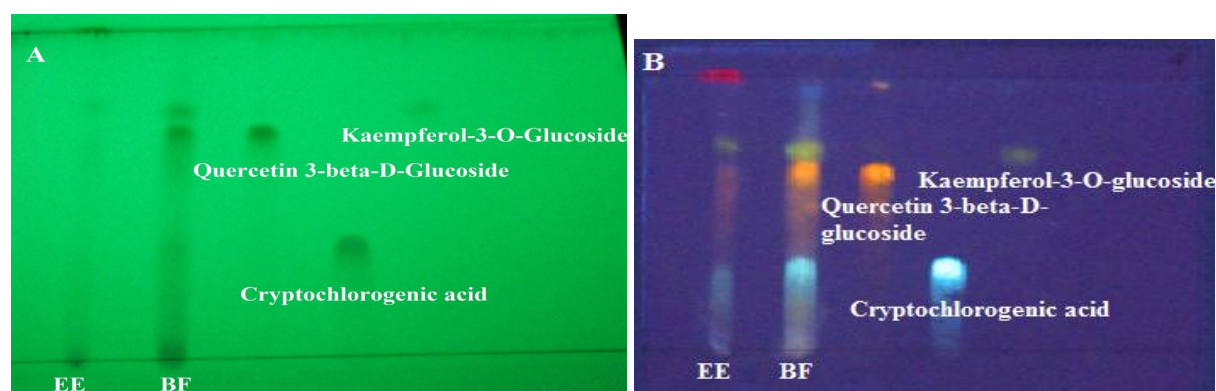 A
Kaempferol-3-O-Glucoside
Quercetin 3-beta-D-Glucoside
Cryptochlorogenic acid
EE
BF
B
Kaempferol-3-O-glucoside
Quercetin 3-beta-D-
glucoside
Cryptochlorogenic acid
EE
BF